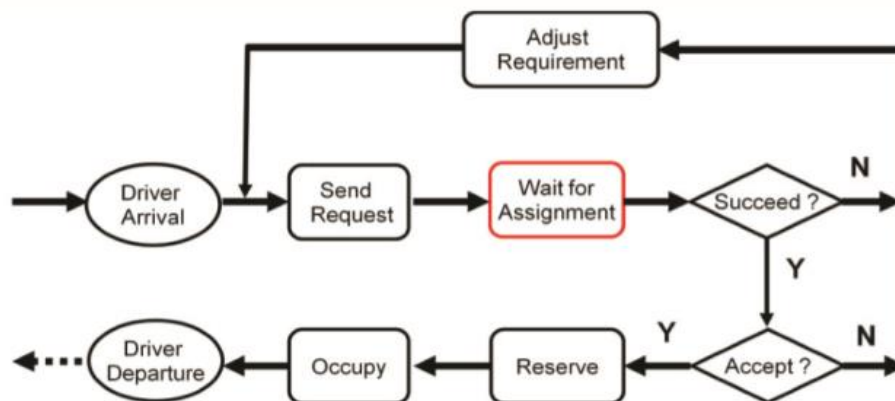 Adjust
Requirement
Driver
Arrival
Send
Request
Wait for
Assignment
Succeed ?
N
Y
Driver
Departure
Occupy
Reserve
Y
Accept ?
N